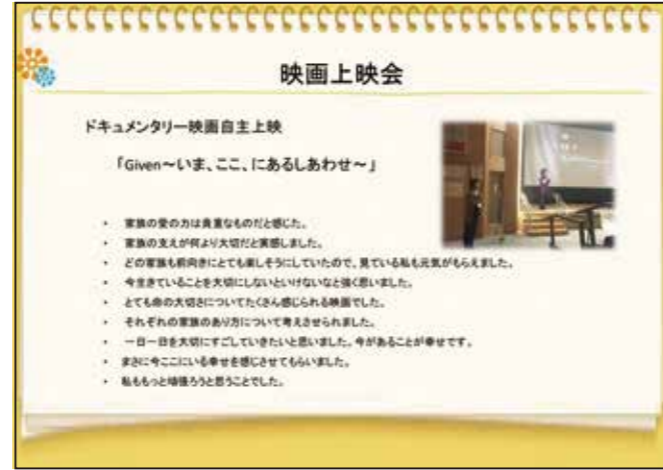 映画上映会
ドキュメンタリー映画自主上映
「Given～いま、ここ、にあるしあわせ～」
・ 家族の愛の力は貴重なものだと感じた。
・ 家族の支えが何より大切だと実感しました。
・ どの家族も前向きにとても楽しそうにしていたので、見ている私も元気がもらえました。
・ 今生きていることを大切にしないといけないなと強く思いました。
・ とても命の大切さについてたくさん感じられる映画でした。
・ それぞれの家族のあり方について考えさせられました。
・ 一日一日を大切にすごしていきたいと思いました。今があることが幸せです。
・ まさに今ここにいる幸せを感じさせてもらいました。
・ 私ももっと頑張ろうと思うことでした。